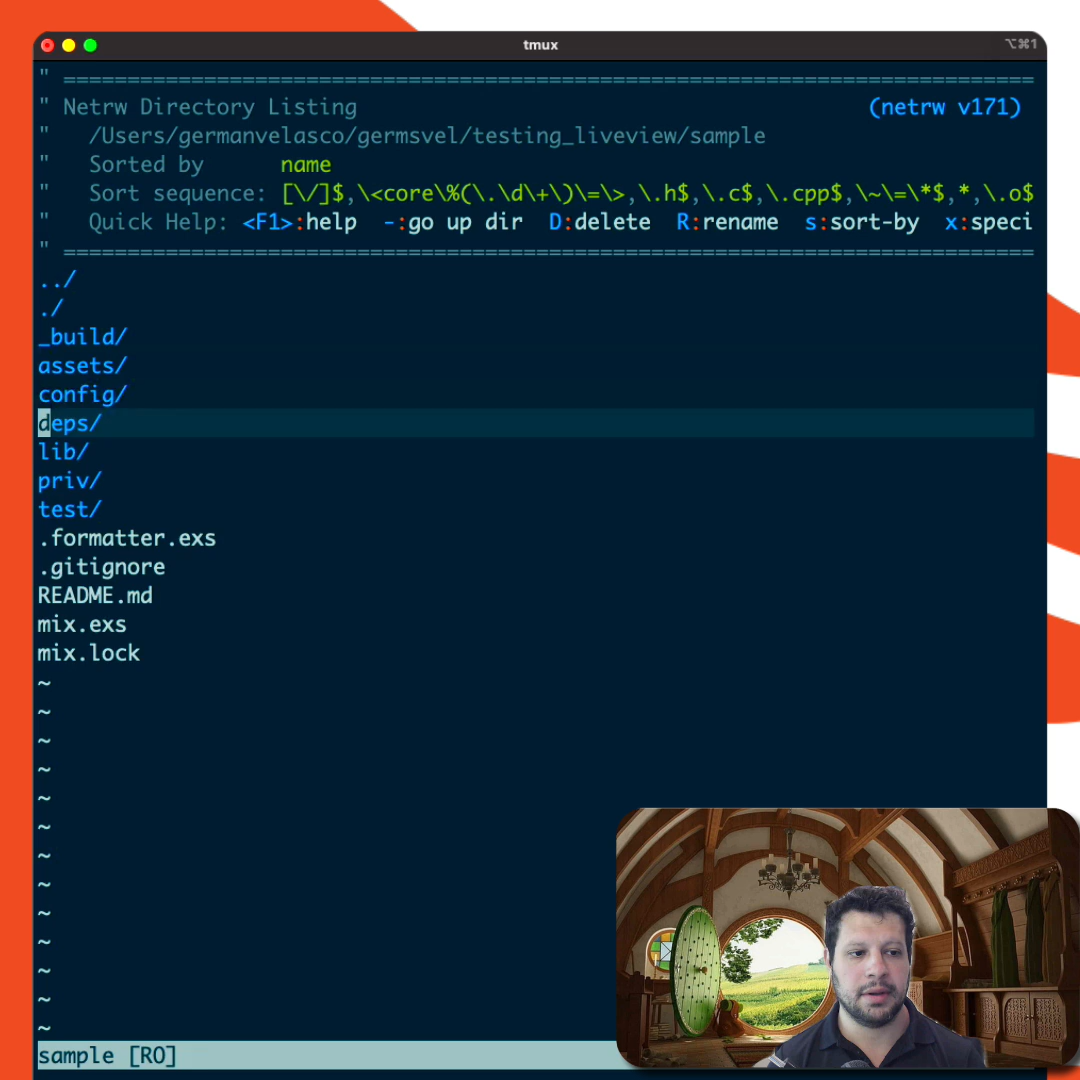 tmux
⌥⌘1
" ============================================================================
" Netrw Directory Listing (netrw v171)
" /Users/germanvelasco/germsvel/testing_liveview/sample
" Sorted by name
" Sort sequence: [\/]$,\<core\%(\.\d\+\)\=\>,\.h$,\.c$,\.cpp$,\~\=\*$,*,\.o$
" Quick Help: <F1>:help -:go up dir D:delete R:rename s:sort-by x:speci
" ============================================================================
../
./
_build/
assets/
config/
deps/
lib/
priv/
test/
.formatter.exs
.gitignore
README.md
mix.exs
mix.lock
~
~
~
~
~
~
~
~
~
~
~
~
~
sample [RO]